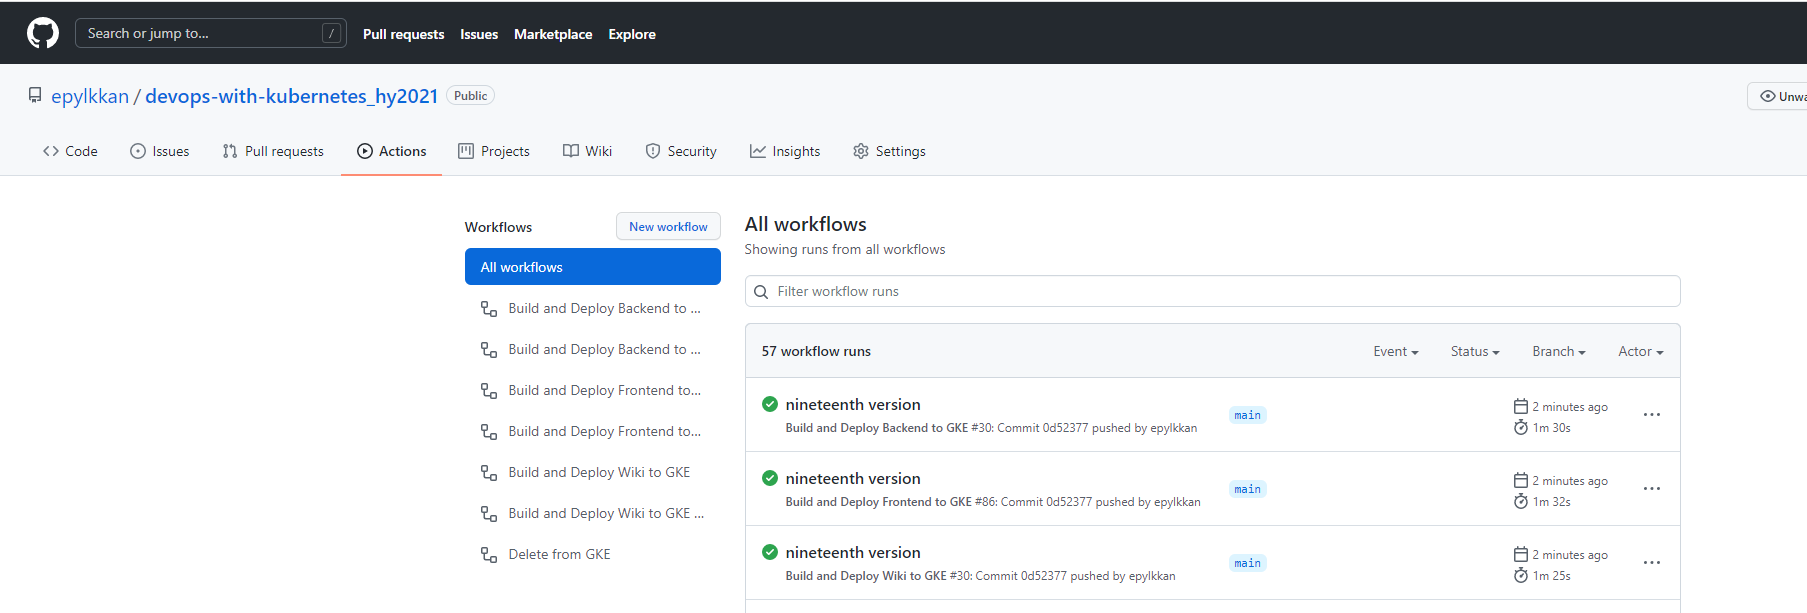 Search or jump to... /
Pull requests Issues Marketplace Explore
epylkkan / devops-with-kubernetes_hy2021 Public
Unwa
Code Issues Pull requests Actions Projects Wiki Security Insights Settings
Workflows New workflow
All workflows
Build and Deploy Backend to ...
Build and Deploy Backend to ...
Build and Deploy Frontend to...
Build and Deploy Frontend to...
Build and Deploy Wiki to GKE
Build and Deploy Wiki to GKE ...
Delete from GKE
All workflows
Showing runs from all workflows
Filter workflow runs
57 workflow runs Event Status Branch Actor
nineteenth version
Build and Deploy Backend to GKE #30: Commit 0d52377 pushed by epylkkan
main
2 minutes ago
1m 30s
nineteenth version
Build and Deploy Frontend to GKE #86: Commit 0d52377 pushed by epylkkan
main
2 minutes ago
1m 32s
nineteenth version
Build and Deploy Wiki to GKE #30: Commit 0d52377 pushed by epylkkan
main
2 minutes ago
1m 25s